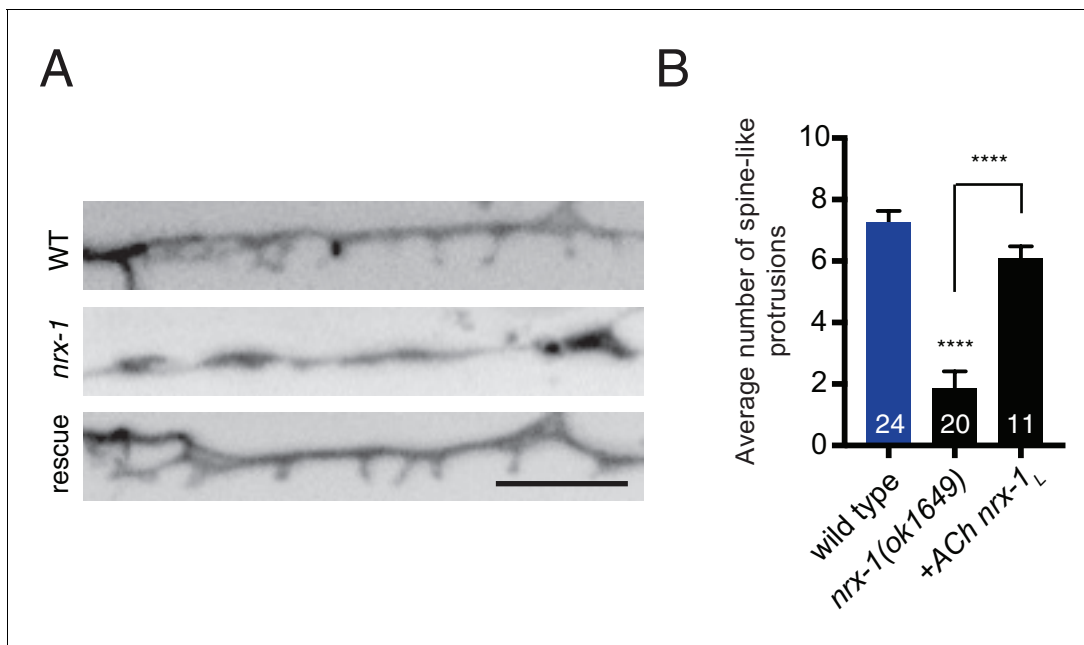 A
WT
nrx-1
rescue
B
Average number of spine-like
protrusions
10
8
6
4
2
0
****
****
24
20
11
wild type
nrx-1(ok1649)
+ACh nrx-1L